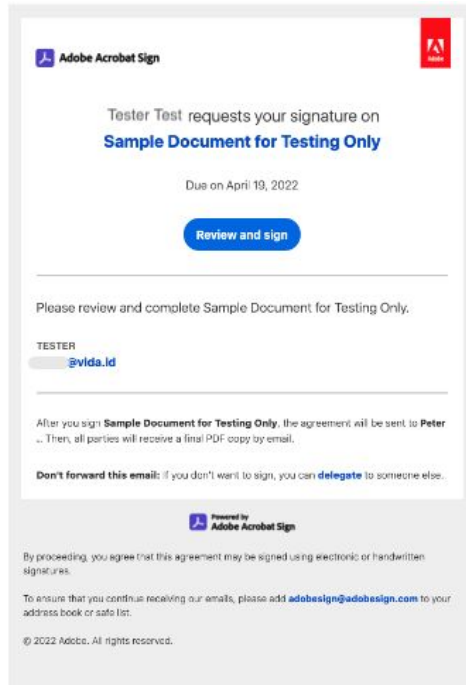 Adobe Acrobat Sign
Adobe
Tester Test requests your signature on
Sample Document for Testing Only
Due on April 19, 2022
Review and sign
Please review and complete Sample Document for Testing Only.
TESTER
@vida.id
After you sign Sample Document for Testing Only, the agreement will be sent to Peter
.. Then, all parties will receive a final PDF copy by email.
Don't forward this email: If you don't want to sign, you can delegate to someone else.
Powered by
Adobe Acrobat Sign
By proceeding, you agree that this agreement may be signed using electronic or handwritten
signatures.
To ensure that you continue receiving our emails, please add adobesign@adobesign.com to your
address book or safe list.
© 2022 Adobe. All rights reserved.